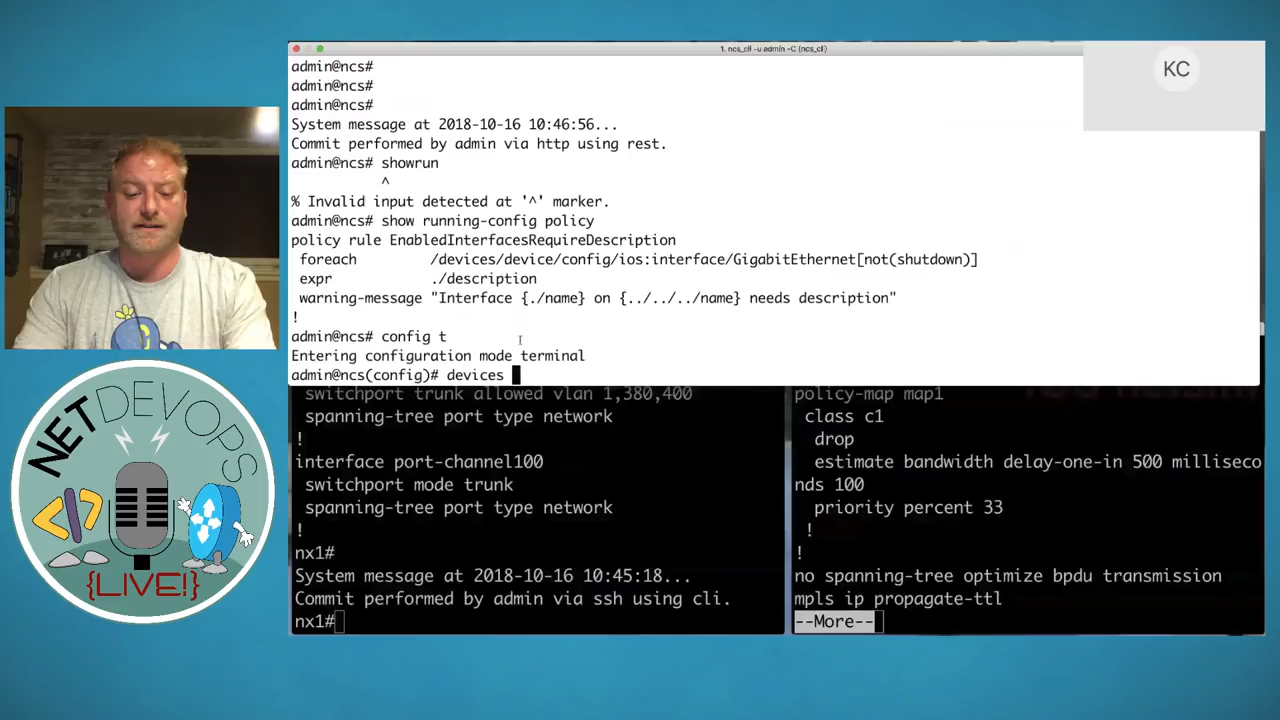 1. ncs_cli -u admin -C (ncs_cli)
admin@ncs#
admin@ncs#
admin@ncs#
System message at 2018-10-16 10:46:56...
Commit performed by admin via http using rest.
admin@ncs# showrun
^
% Invalid input detected at '^' marker.
admin@ncs# show running-config policy
policy rule EnabledInterfacesRequireDescription
foreach /devices/device/config/ios:interface/GigabitEthernet[not(shutdown)]
expr ./description
warning-message "Interface {./name} on {../../../name} needs description"
!
admin@ncs# config t
Entering configuration mode terminal
admin@ncs(config)# devices
KC
switchport trunk allowed vlan 1,380,400
spanning-tree port type network
!
interface port-channel100
switchport mode trunk
spanning-tree port type network
!
nx1#
System message at 2018-10-16 10:45:18...
Commit performed by admin via ssh using cli.
nx1#
policy-map map1
class c1
drop
estimate bandwidth delay-one-in 500 milliseco
nds 100
priority percent 33
!
!
no spanning-tree optimize bpdu transmission
mpls ip propagate-ttl
--More--
NETDEVOPS
</>
{LIVE!}